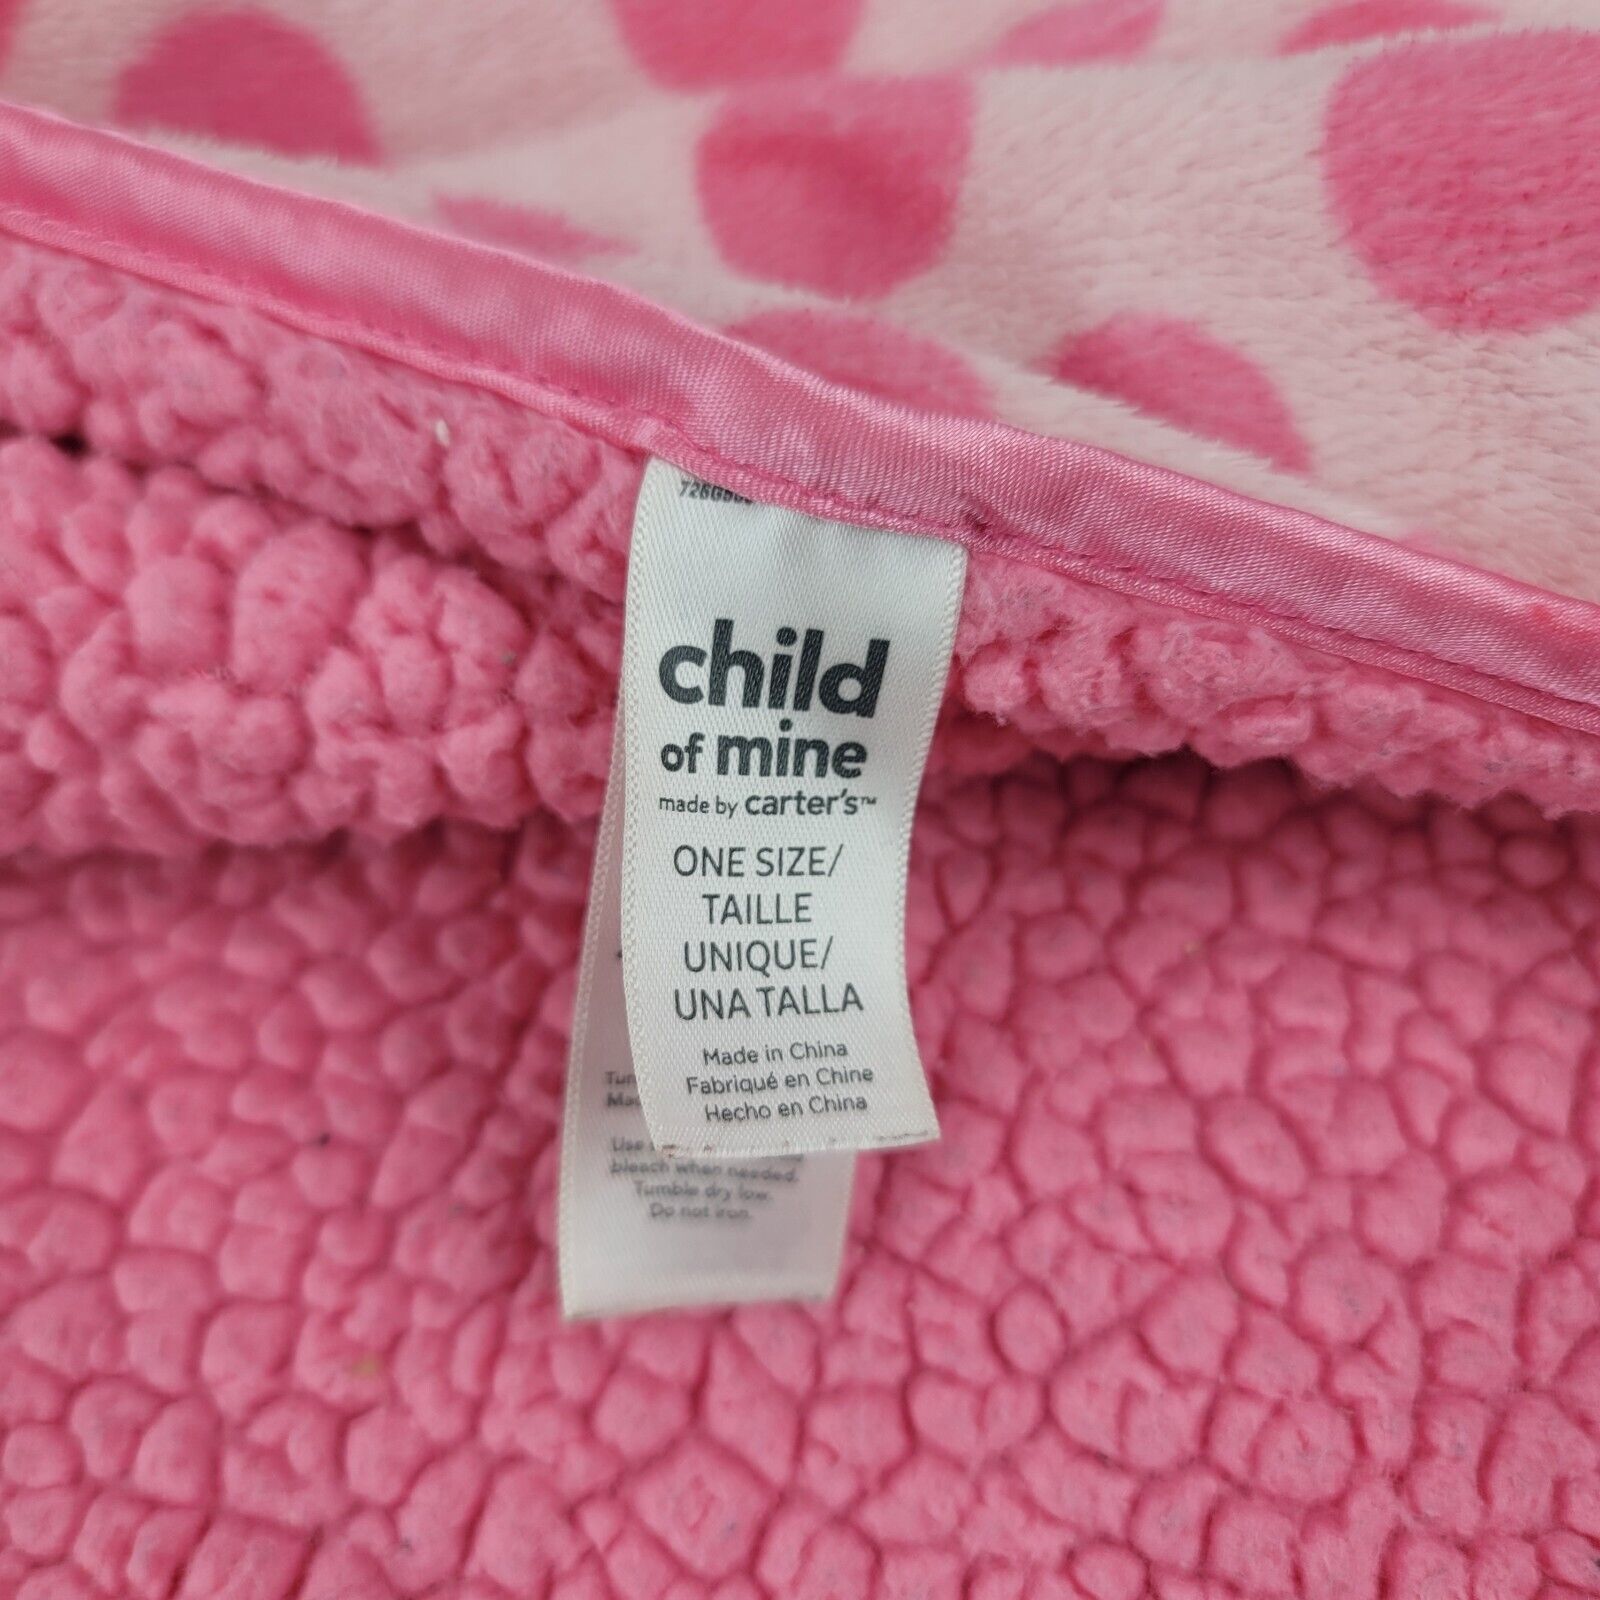 child
of mine
made by carter's™
ONE SIZE/
TAILLE
UNIQUE/
UNA TALLA
Made in China
Fabriqué en Chine
Hecho en China
Use
bleach when needed.
Tumble dry low.
Do not iron.